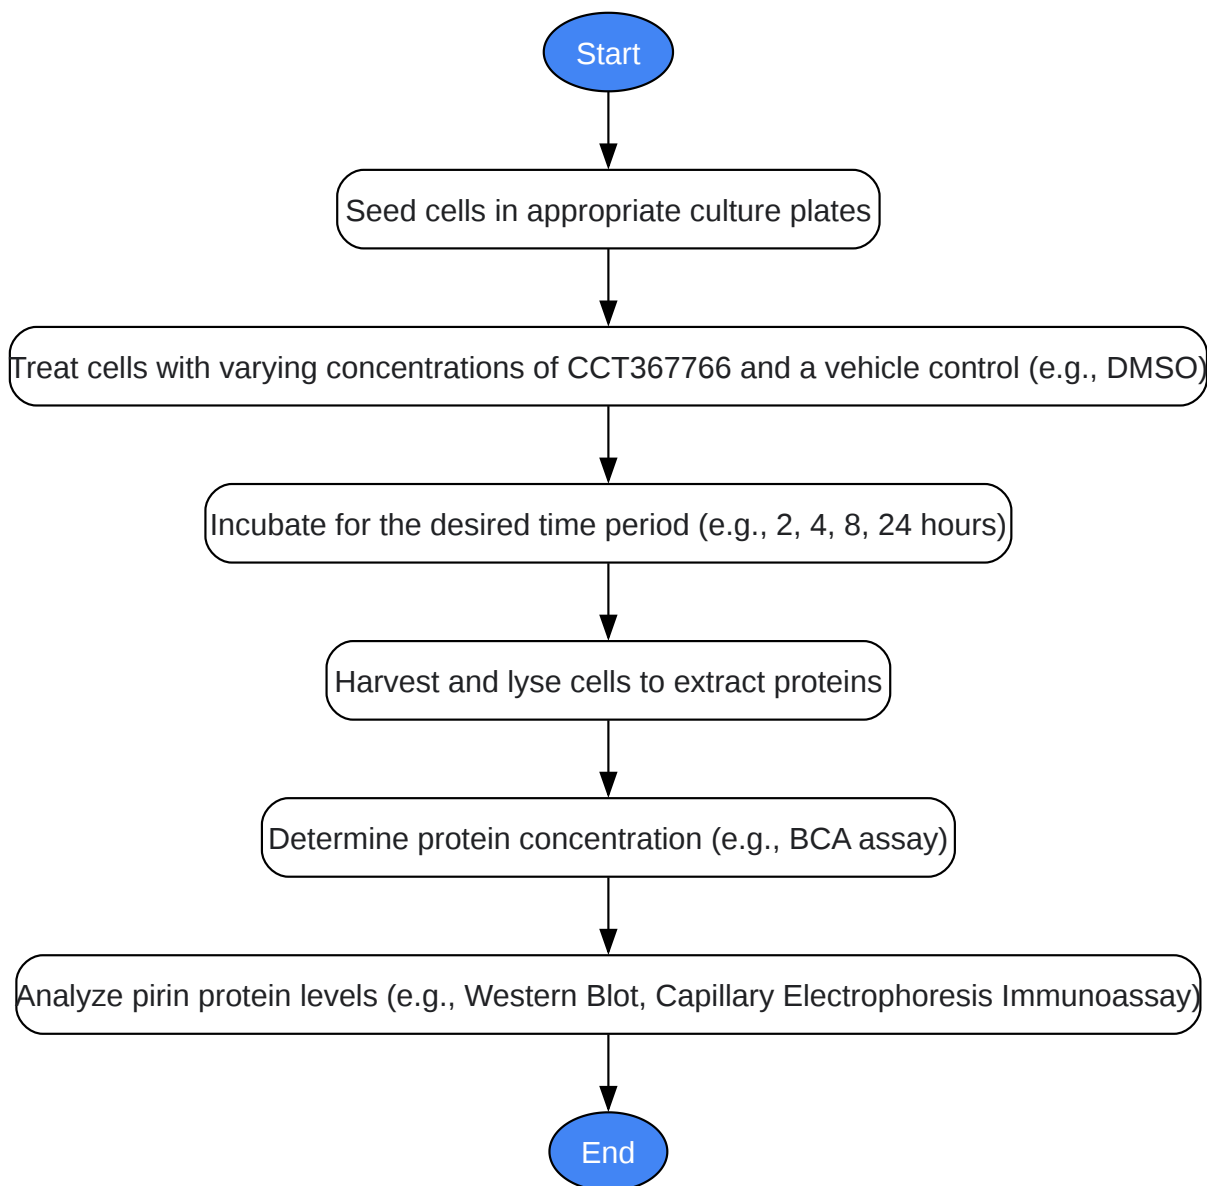 Start
Seed cells in appropriate culture plates
Treat cells with varying concentrations of CCT367766 and a vehicle control (e.g., DMSO)
Incubate for the desired time period (e.g., 2, 4, 8, 24 hours)
Harvest and lyse cells to extract proteins
Determine protein concentration (e.g., BCA assay)
Analyze pirin protein levels (e.g., Western Blot, Capillary Electrophoresis Immunoassay)
End